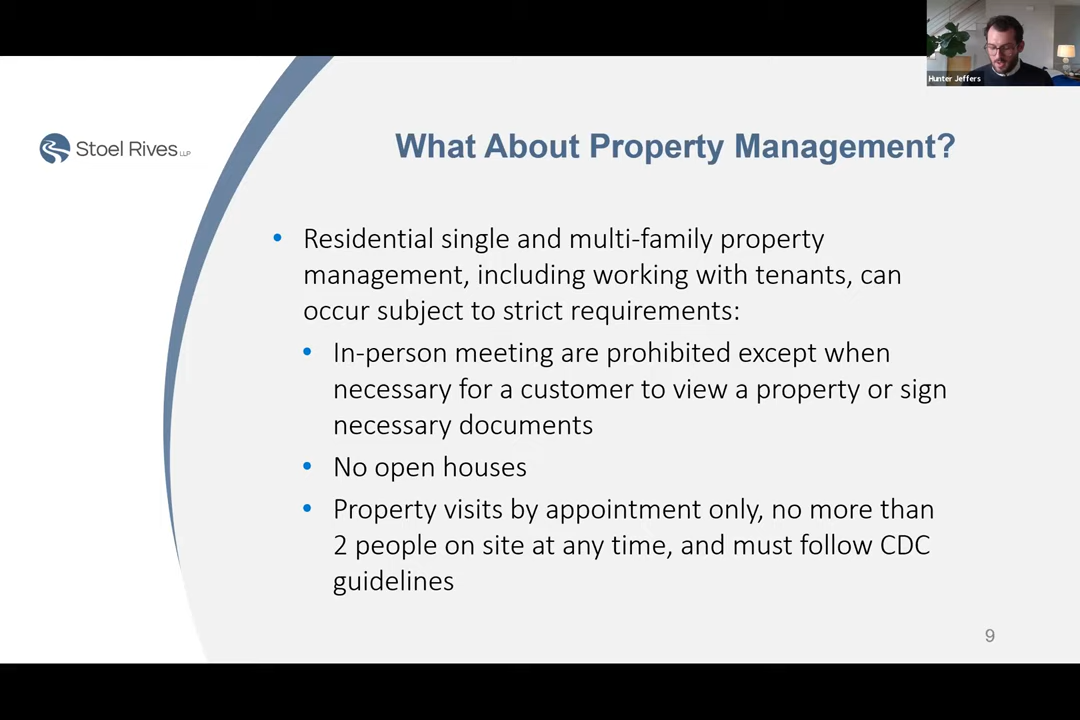 Hunter Jeffers
Stoel Rives LLP
What About Property Management?
• Residential single and multi-family property
management, including working with tenants, can
occur subject to strict requirements:
• In-person meeting are prohibited except when
necessary for a customer to view a property or sign
necessary documents
• No open houses
• Property visits by appointment only, no more than
2 people on site at any time, and must follow CDC
guidelines
9